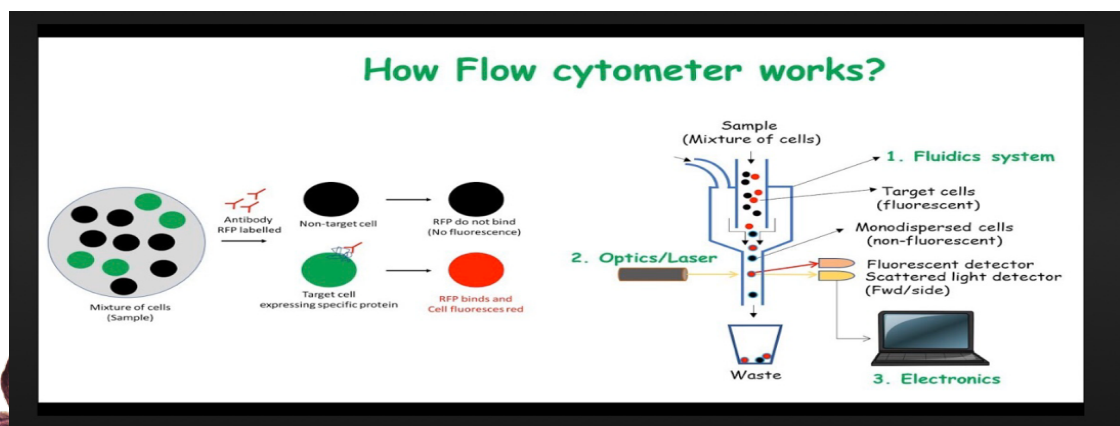 How Flow cytometer works?
Antibody
RFP labelled
Non-target cell
RFP do not bind
(No fluorescence)
Target cell
expressing specific protein
RFP binds and
Cell fluoresces red
Mixture of cells
(Sample)
Sample
(Mixture of cells)
1. Fluidics system
Target cells
(fluorescent)
Monodispersed cells
(non-fluorescent)
2. Optics/Laser
Fluorescent detector
Scattered light detector
(Fwd/side)
Waste
3. Electronics